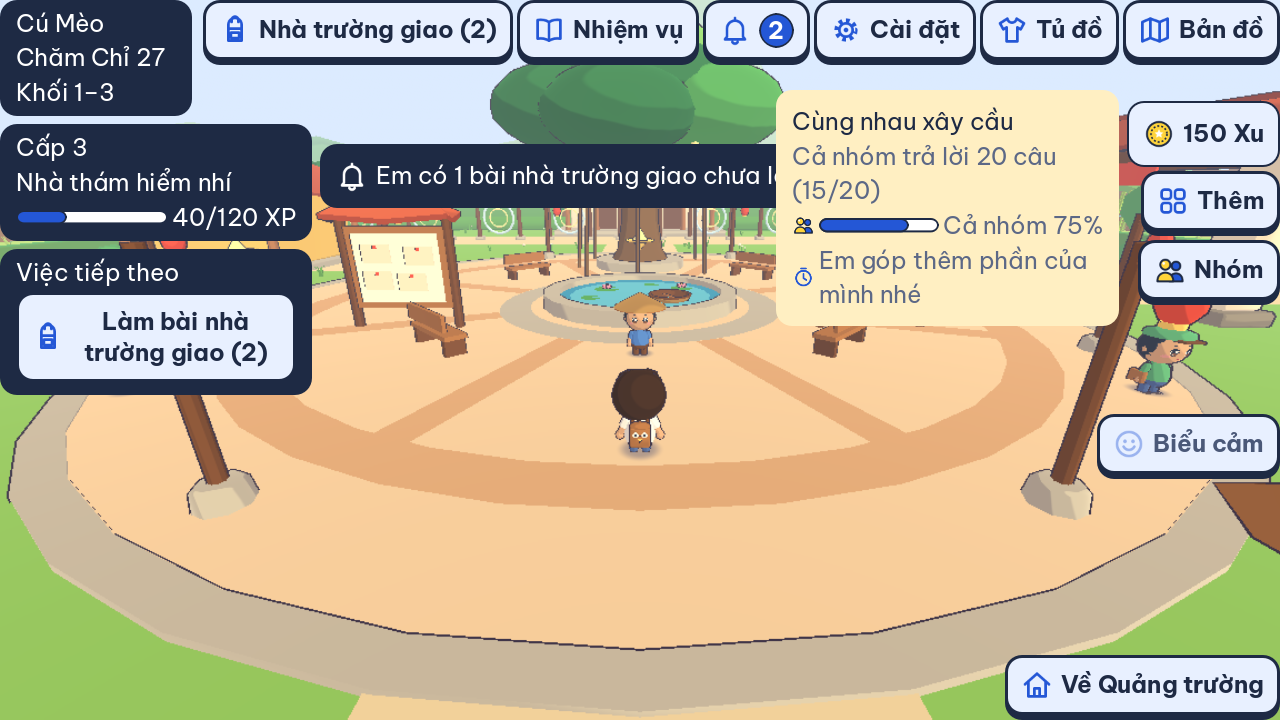 Cú Mèo
Chăm Chỉ 27
Khối 1–3
Nhà trường giao (2)
Nhiệm vụ
2
Cài đặt
Tủ đồ
Bản đồ
Cấp 3
Nhà thám hiểm nhí
40/120 XP
Việc tiếp theo
Làm bài nhà
trường giao (2)
Em có 1 bài nhà trường giao chưa
Cùng nhau xây cầu
Cả nhóm trả lời 20 câu
(15/20)
Cả nhóm 75%
Em góp thêm phần của
mình nhé
150 Xu
Thêm
Nhóm
Biểu cảm
Về Quảng trường